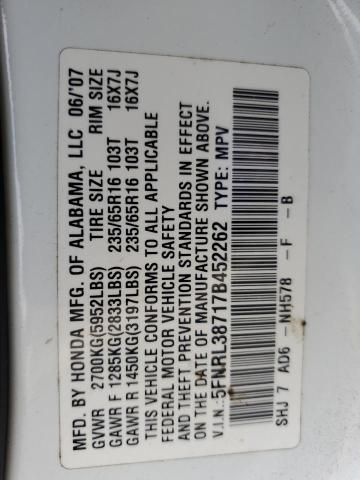 MFD. BY HONDA MFG. OF ALABAMA, LLC 06/'07
GVWR 2700KG(5952LBS) TIRE SIZE RIM SIZE
GAWR F 1285KG(2833LBS) 235/65R16 103T 16X7J
GAWR R 1450KG(3197LBS) 235/65R16 103T 16X7J
THIS VEHICLE CONFORMS TO ALL APPLICABLE
FEDERAL MOTOR VEHICLE SAFETY
AND THEFT PREVENTION STANDARDS IN EFFECT
ON THE DATE OF MANUFACTURE SHOWN ABOVE.
V.I.N.:5FNRL38717B452262 TYPE: MPV
SHJ 7 AD6 -NH578 -F -B